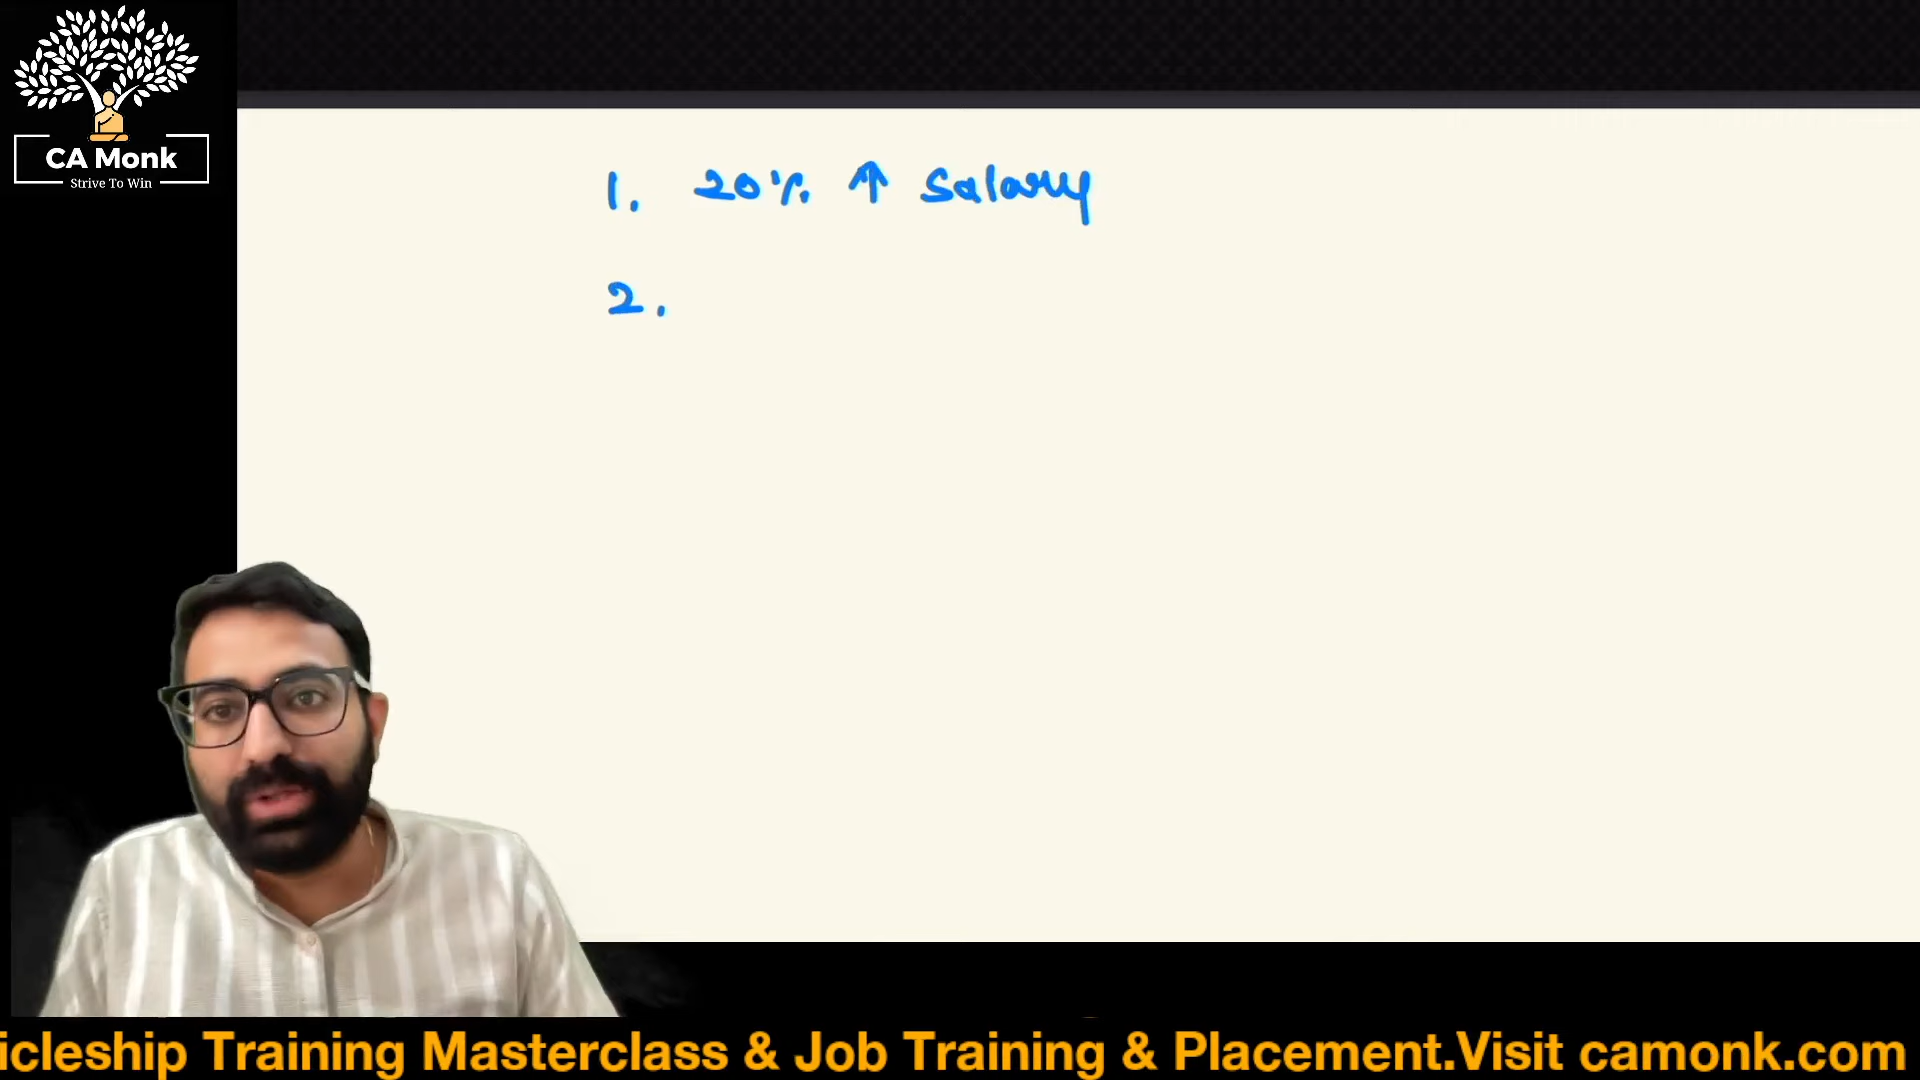 CA Monk
Strive To Win
1. 20% ↑ Salary
2.
icleship Training Masterclass & Job Training & Placement.Visit camonk.com